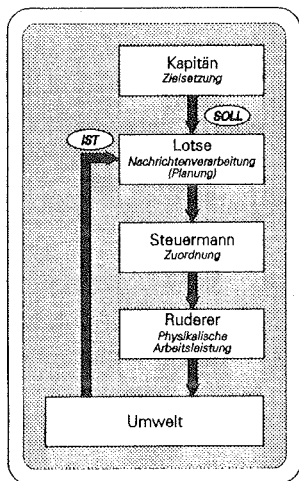 Kapitän
Zielsetzung
SOLL
IST
Lotse
Nachrichtenverarbeitung
(Planung)
Steuermann
Zuordnung
Ruderer
Physikalische
Arbeitsleistung
Umwelt